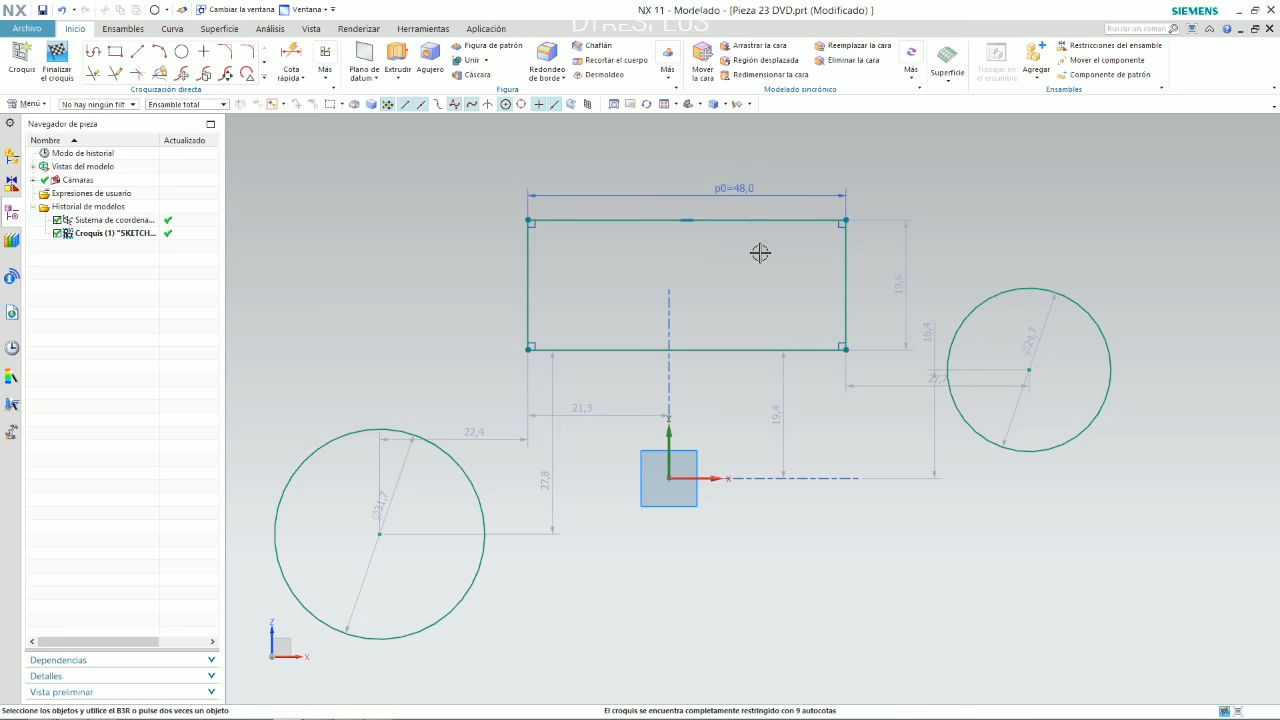 NX
Cambiar la ventana
Ventana
NX 11 - Modelado - [Pieza 23 DVD.prt (Modificado) ]
SIEMENS
DTRESPLUS
Archivo
Inicio
Ensambles
Curva
Superficie
Análisis
Vista
Renderizar
Herramientas
Aplicación
Buscar un coman
Croquis
Finalizar el croquis
Más
Croquización directa
Cota rápida
Plano de datum
Extrudir
Agujero
Figura de patrón
Unir
Cáscara
Redondeo de borde
Chaflán
Recortar el cuerpo
Desmoldeo
Más
Figura
Mover la cara
Arrastrar la cara
Región desplazada
Redimensionar la cara
Reemplazar la cara
Eliminar la cara
Más
Modelado sincrónico
Superficie
Trabajar en el ensamble
Agregar
Restricciones del ensamble
Mover el componente
Componente de patrón
Ensambles
Menú
No hay ningún filt
Ensamble total
Navegador de pieza
Nombre
Actualizado
Modo de historial
Vistas del modelo
Cámaras
Expresiones de usuario
Historial de modelos
Sistema de coordena...
Croquis (1) "SKETCH...
Dependencias
Detalles
Vista preliminar
p0=48,0
19,6
16,4
∅24,7
21,3
19,4
22,4
27,8
∅31,7
Y
X
Z
X
Seleccione los objetos y utilice el B3R o pulse dos veces un objeto
El croquis se encuentra completamente restringido con 9 autocotas